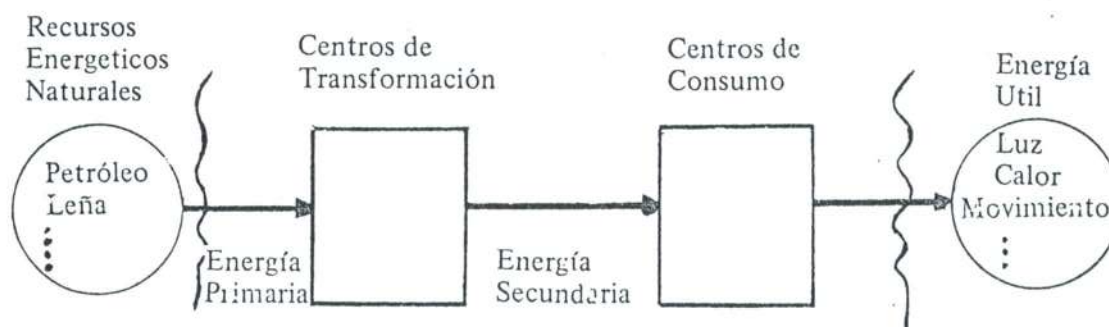 Recursos
Energeticos
Naturales
Petróleo
Leña
Energía
Primaria
Centros de
Transformación
Energía
Secundaria
Centros de
Consumo
Energía
Util
Luz
Calor
Movimiento